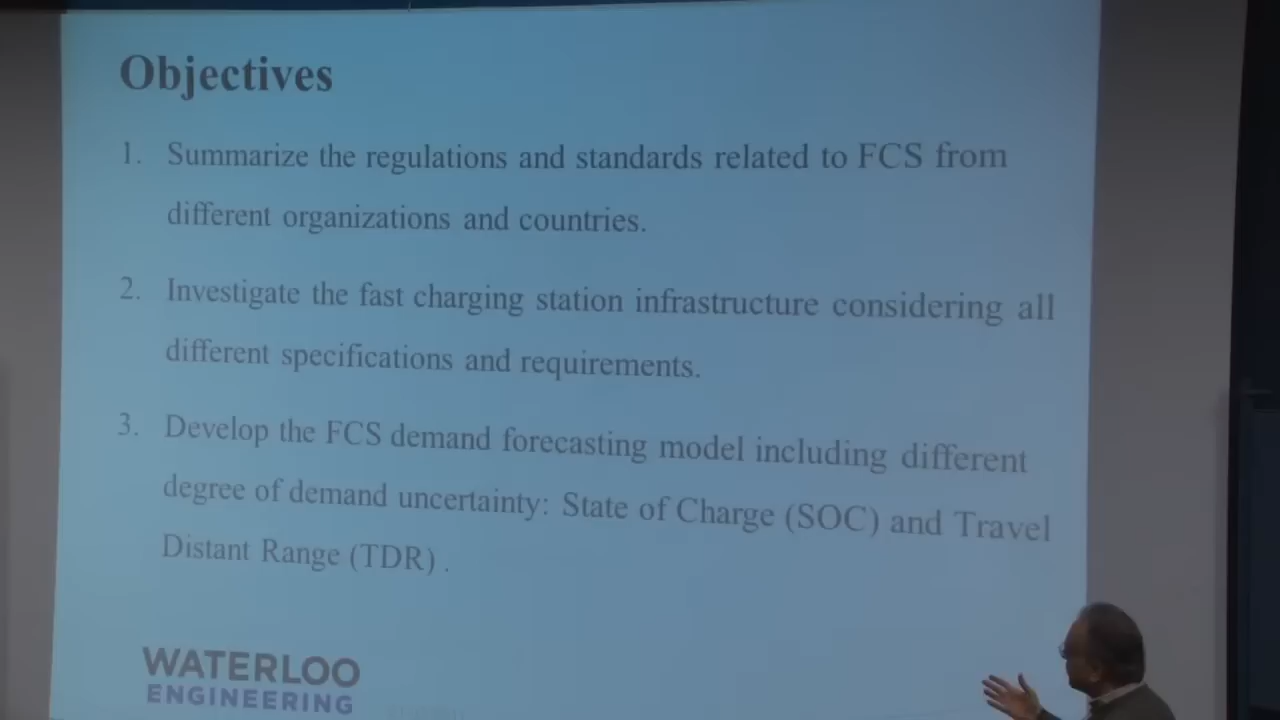 Objectives
1. Summarize the regulations and standards related to FCS from
different organizations and countries.
2. Investigate the fast charging station infrastructure considering all
different specifications and requirements.
3. Develop the FCS demand forecasting model including different
degree of demand uncertainty: State of Charge (SOC) and Travel
Distant Range (TDR) .
WATERLOO
ENGINEERING